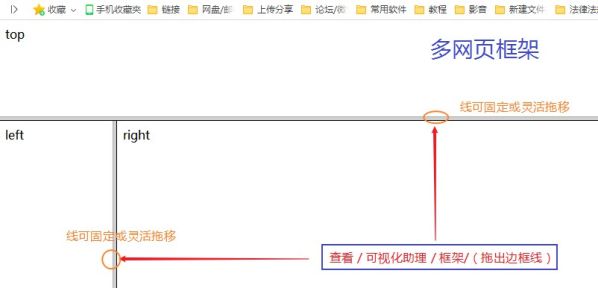 收藏 手机收藏夹 链接 网盘/邮 上传分享 论坛/微 常用软件 教程 影音 新建文件 法律法
top
多网页框架
线可固定或灵活拖移
left
right
线可固定或灵活拖移
查看 / 可视化助理 / 框架/（拖出边框线）